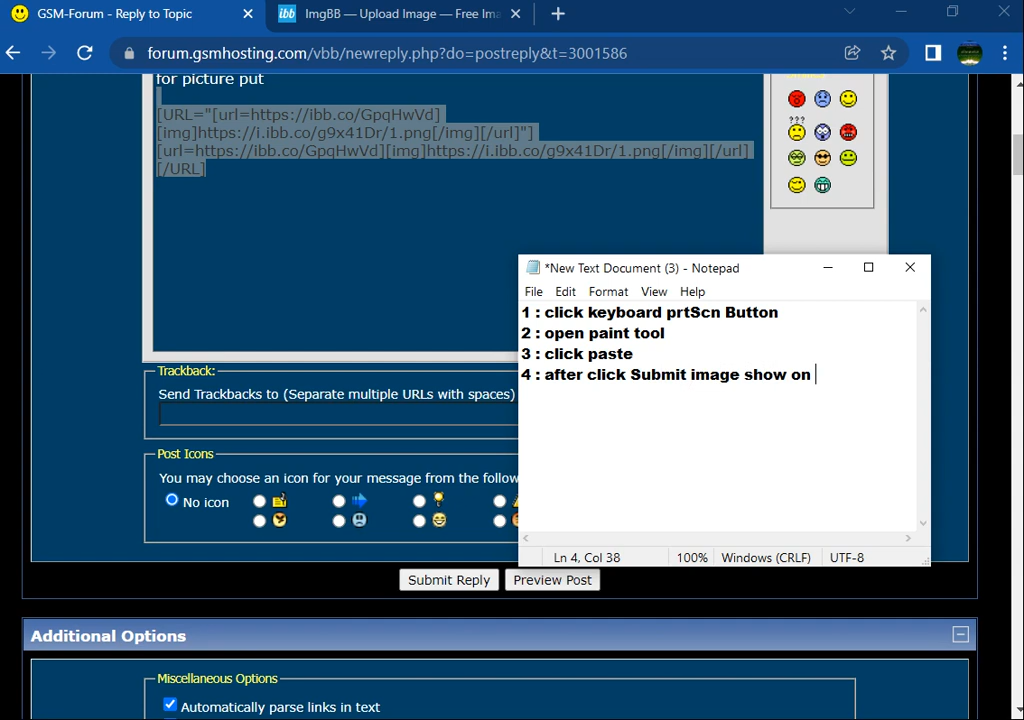 GSM-Forum - Reply to Topic
ibb
ImgBB — Upload Image — Free Ima
forum.gsmhosting.com/vbb/newreply.php?do=postreply&t=3001586
for picture put
[URL="[url=https://ibb.co/GpqHwVd]
[img]https://i.ibb.co/g9x41Dr/1.png[/img][/url]"]
[url=https://ibb.co/GpqHwVd][img]https://i.ibb.co/g9x41Dr/1.png[/img][/url]
[/URL]
???
*New Text Document (3) - Notepad
File Edit Format View Help
1 : click keyboard prtScn Button
2 : open paint tool
3 : click paste
4 : after click Submit image show on
Ln 4, Col 38 100% Windows (CRLF) UTF-8
Trackback:
Send Trackbacks to (Separate multiple URLs with spaces)
Post Icons
You may choose an icon for your message from the follow
No icon
Submit Reply Preview Post
Additional Options
Miscellaneous Options
Automatically parse links in text